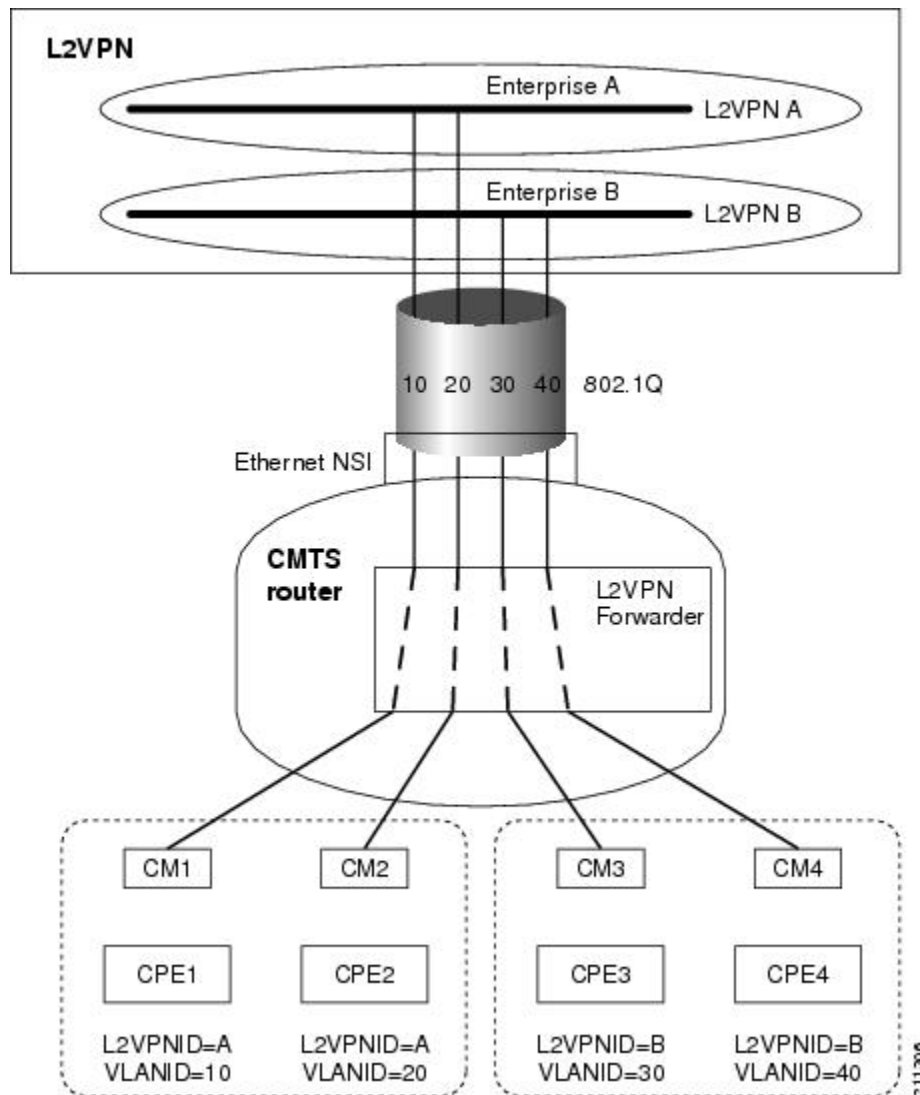 L2VPN
Enterprise A
L2VPN A
Enterprise B
L2VPN B
10 20 30 40 802.1Q
Ethernet NSI
CMTS
router
L2VPN
Forwarder
CM1 CM2 CM3 CM4
CPE1 CPE2 CPE3 CPE4
L2VPNID=A L2VPNID=A L2VPNID=B L2VPNID=B
VLANID=10 VLANID=20 VLANID=30 VLANID=40